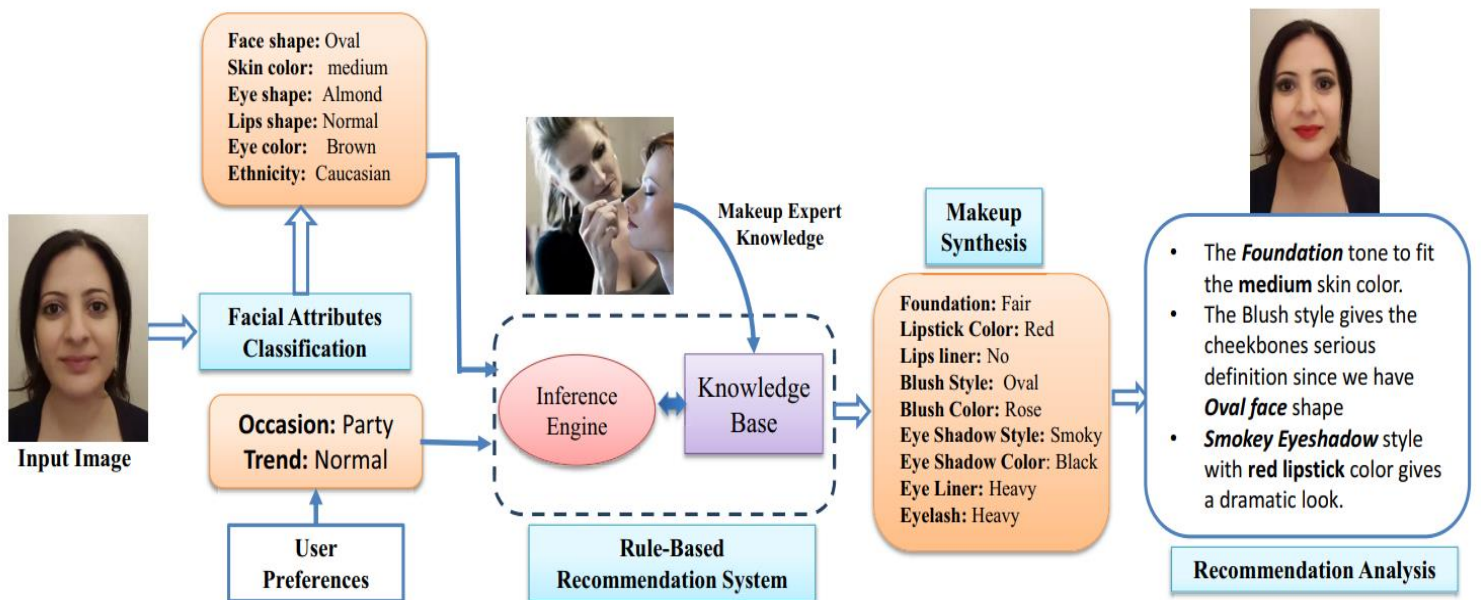 Face shape: Oval
Skin color: medium
Eye shape: Almond
Lips shape: Normal
Eye color: Brown
Ethnicity: Caucasian
Input Image
Facial Attributes
Classification
Occasion: Party
Trend: Normal
User
Preferences
Makeup Expert
Knowledge
Inference
Engine
Knowledge
Base
Rule-Based
Recommendation System
Makeup
Synthesis
Foundation: Fair
Lipstick Color: Red
Lips liner: No
Blush Style: Oval
Blush Color: Rose
Eye Shadow Style: Smoky
Eye Shadow Color: Black
Eye Liner: Heavy
Eyelash: Heavy
• The Foundation tone to fit
the medium skin color.
• The Blush style gives the
cheekbones serious
definition since we have
Oval face shape
• Smokey Eyeshadow style
with red lipstick color gives
a dramatic look.
Recommendation Analysis